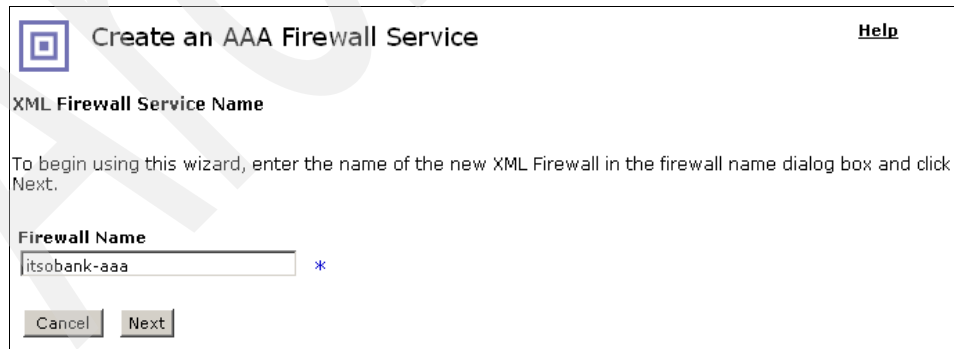 Create an AAA Firewall Service
Help
XML Firewall Service Name
To begin using this wizard, enter the name of the new XML Firewall in the firewall name dialog box and click
Next.
Firewall Name
itsobank-aaa *
Cancel Next